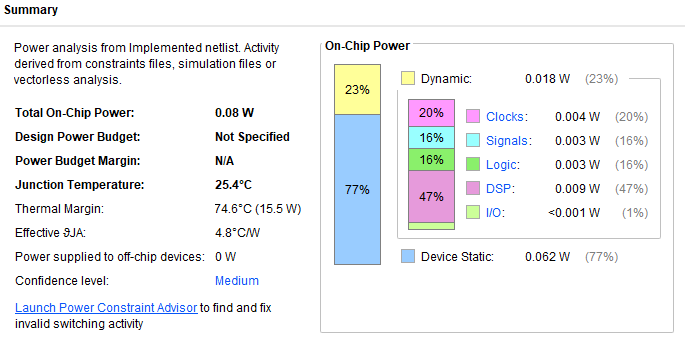 Summary
Power analysis from Implemented netlist. Activity
derived from constraints files, simulation files or
vectorless analysis.
Total On-Chip Power: 0.08 W
Design Power Budget: Not Specified
Power Budget Margin: N/A
Junction Temperature: 25.4°C
Thermal Margin: 74.6°C (15.5 W)
Effective ϑJA: 4.8°C/W
Power supplied to off-chip devices: 0 W
Confidence level: Medium
Launch Power Constraint Advisor to find and fix
invalid switching activity
On-Chip Power
23%
77%
Dynamic: 0.018 W (23%)
20%
16%
16%
47%
Clocks: 0.004 W (20%)
Signals: 0.003 W (16%)
Logic: 0.003 W (16%)
DSP: 0.009 W (47%)
I/O: <0.001 W (1%)
Device Static: 0.062 W (77%)